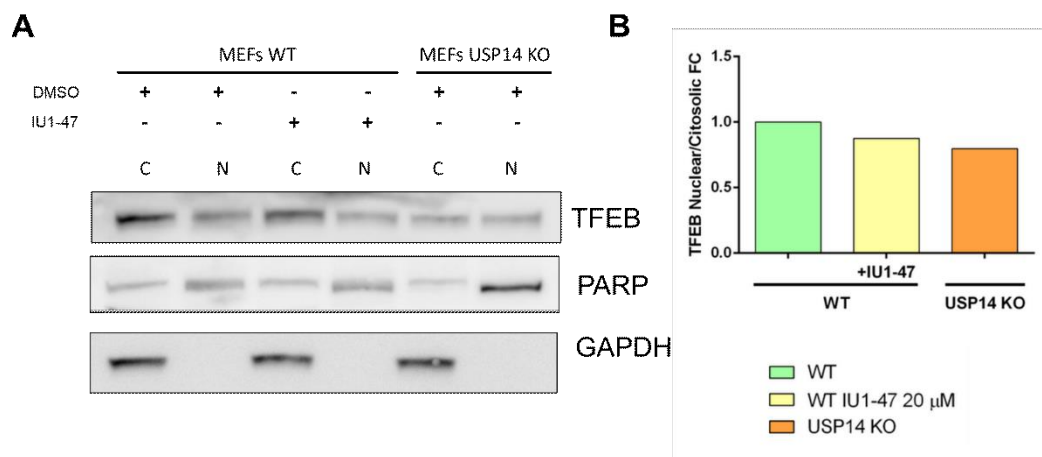 A
MEFs WT MEFs USP14 KO
DMSO + + - - + +
IU1-47 - - + + - -
C N C N C N
TFEB
PARP
GAPDH
B
TFEB Nuclear/Citosolic FC
1.5
1.0
0.5
0.0
+IU1-47
WT USP14 KO
WT
WT IU1-47 20 μM
USP14 KO